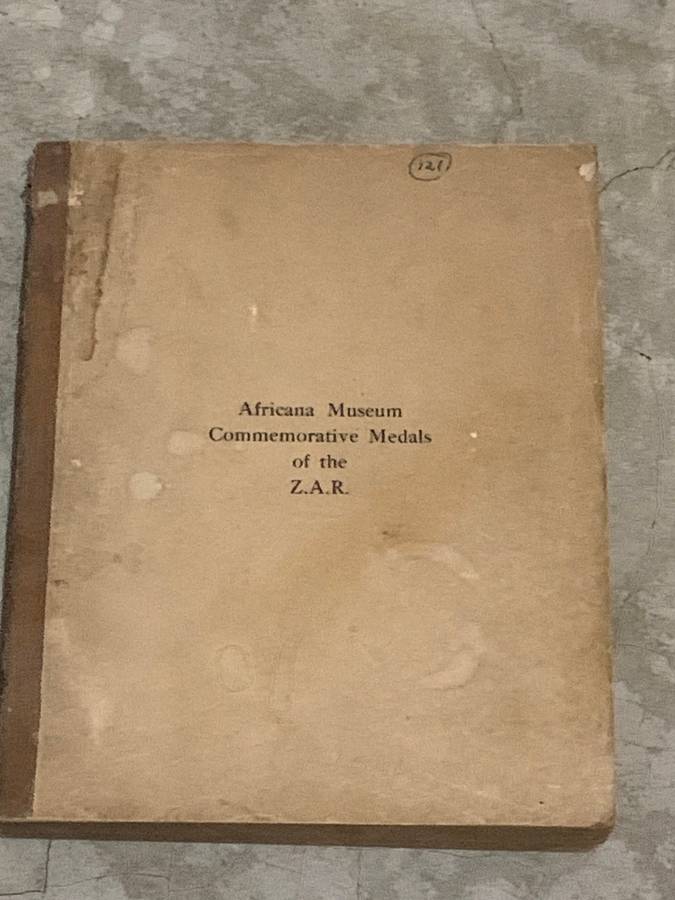 121
Africana Museum
Commemorative Medals
of the
Z.A.R.